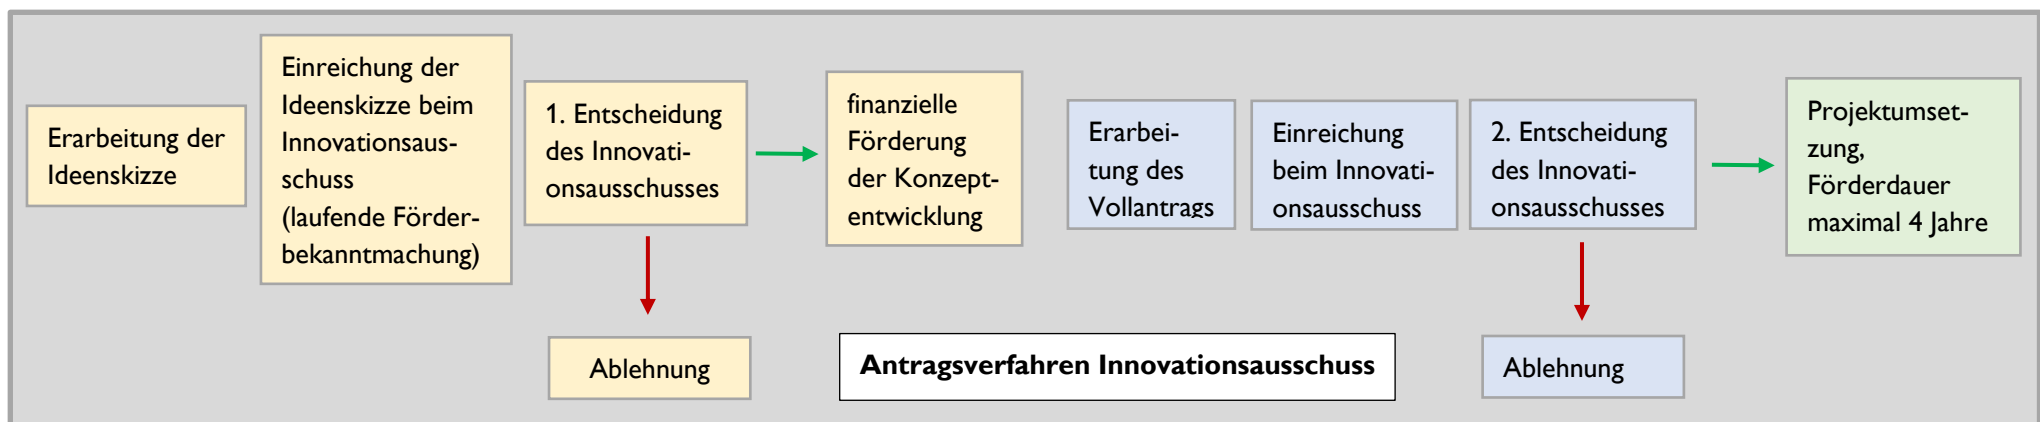 Erarbeitung der
Ideenskizze
Einreichung der
Ideenskizze beim
Innovationsaus-
schuss
(laufende Förder-
bekanntmachung)
1. Entscheidung
des Innovati-
onsausschusses
finanzielle
Förderung
der Konzept-
entwicklung
Erarbei-
tung des
Vollantrags
Einreichung
beim Innovati-
onsausschuss
2. Entscheidung
des Innovati-
onsausschusses
Projektumset-
zung,
Förderdauer
maximal 4 Jahre
Ablehnung
Antragsverfahren Innovationsausschuss
Ablehnung